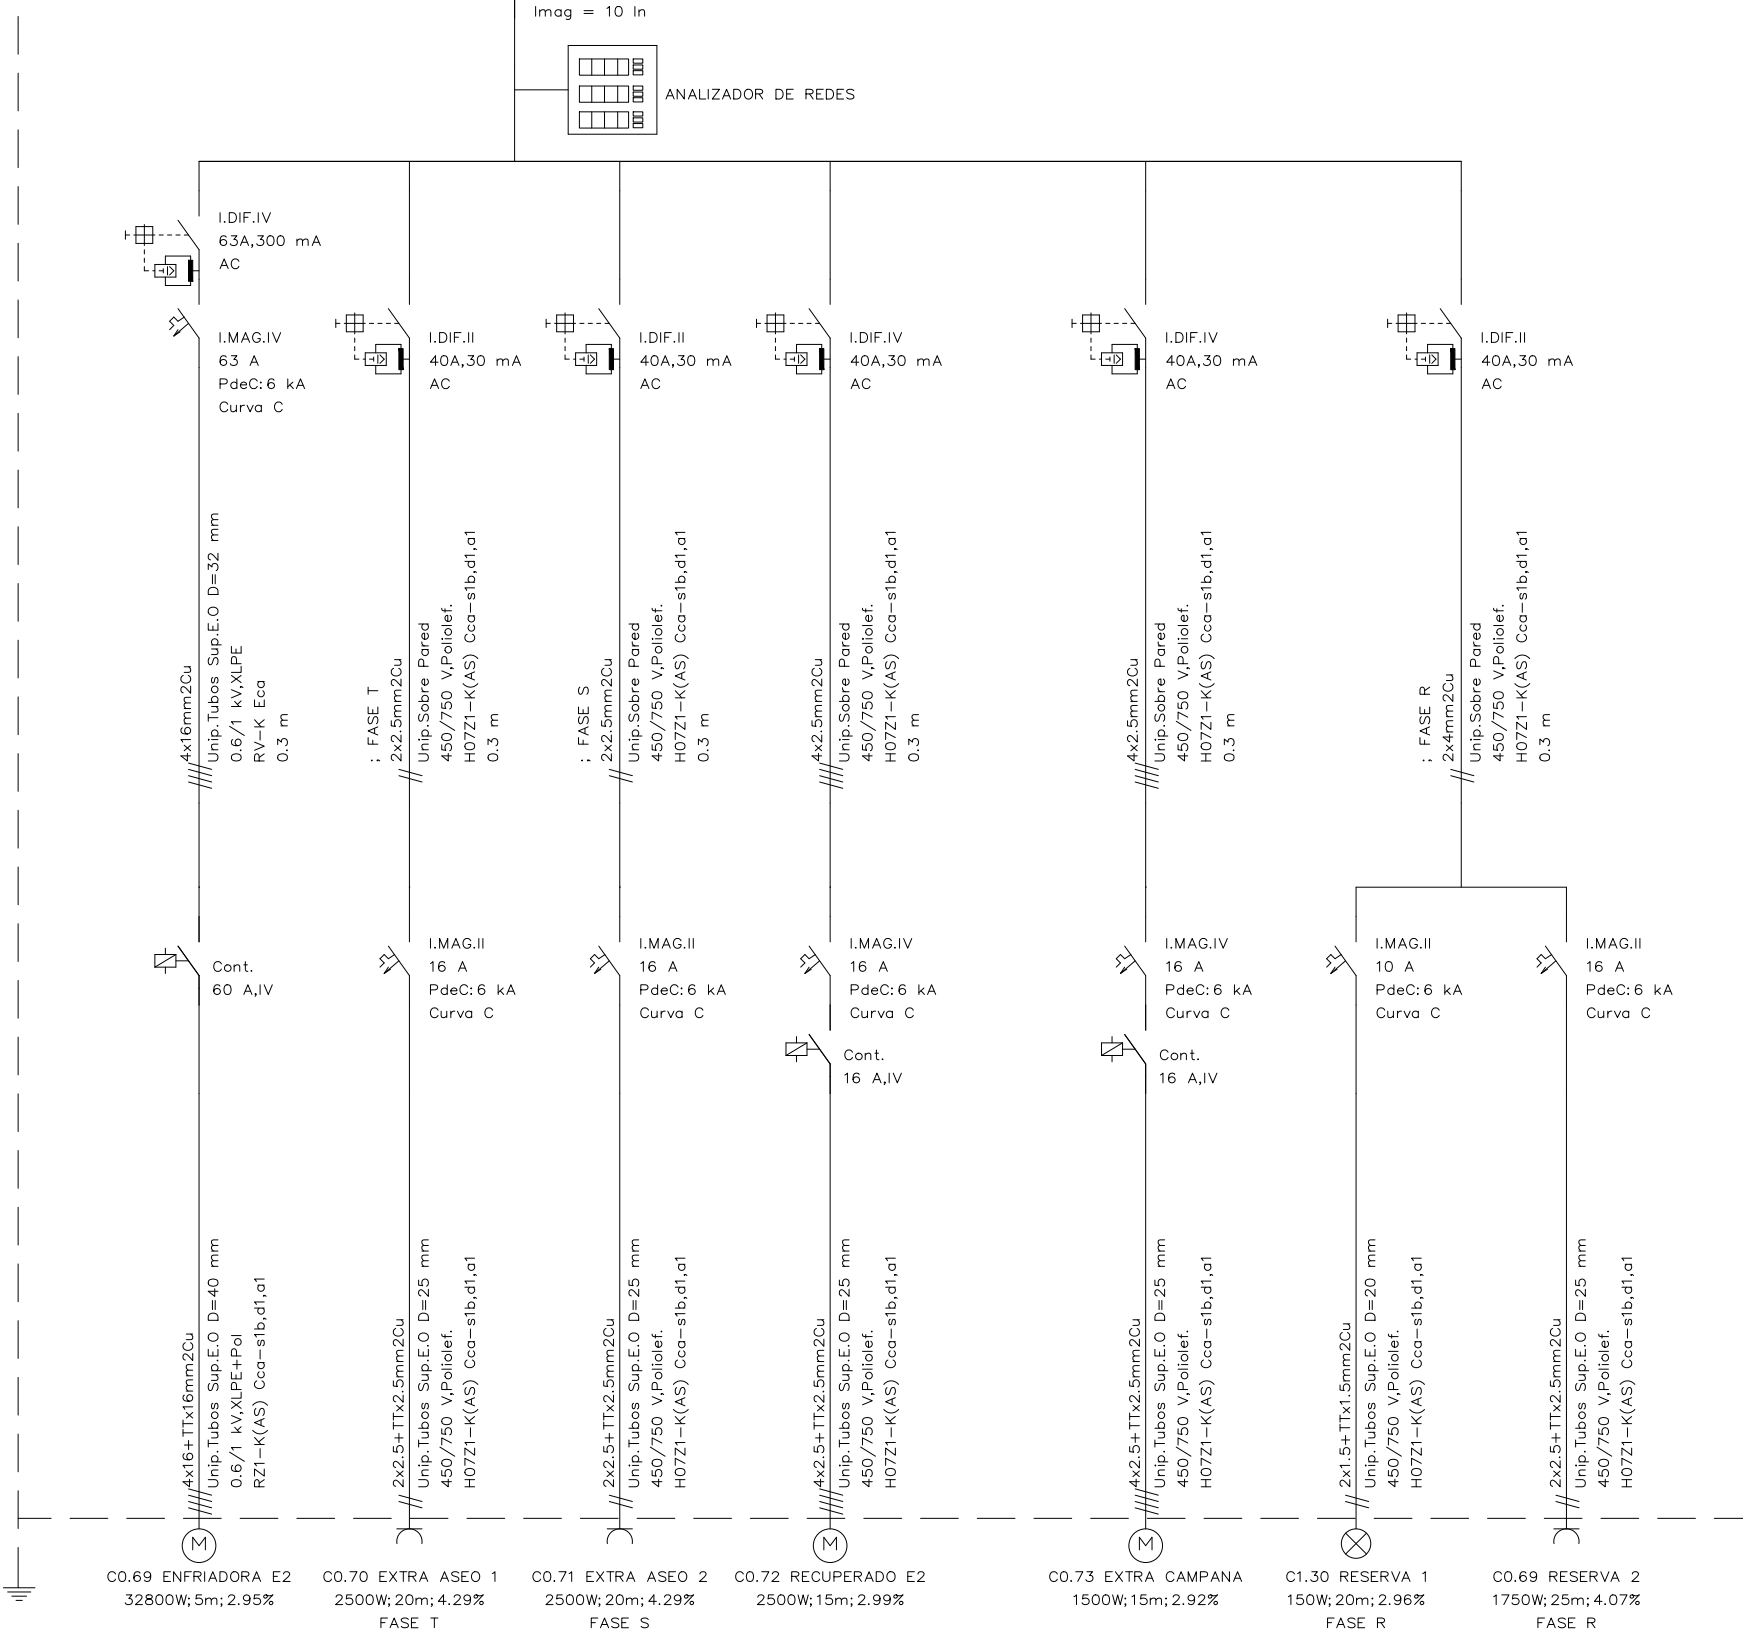 Imag = 10 In
ANALIZADOR DE REDES
I.DIF.IV
63A,300 mA
AC
I.MAG.IV
63 A
PdeC:6 kA
Curva C
I.DIF.II
40A,30 mA
AC
I.DIF.II
40A,30 mA
AC
I.DIF.IV
40A,30 mA
AC
I.DIF.IV
40A,30 mA
AC
I.DIF.II
40A,30 mA
AC
4x16mm2Cu
Unip.Tubos Sup.E.O D=32 mm
0.6/1 kV,XLPE
RV-K Eca
0.3 m
; FASE T
2x2.5mm2Cu
Unip.Sobre Pared
450/750 V,Poliolef.
H07Z1-K(AS) Cca-s1b,d1,a1
0.3 m
; FASE S
2x2.5mm2Cu
Unip.Sobre Pared
450/750 V,Poliolef.
H07Z1-K(AS) Cca-s1b,d1,a1
0.3 m
4x2.5mm2Cu
Unip.Sobre Pared
450/750 V,Poliolef.
H07Z1-K(AS) Cca-s1b,d1,a1
0.3 m
4x2.5mm2Cu
Unip.Sobre Pared
450/750 V,Poliolef.
H07Z1-K(AS) Cca-s1b,d1,a1
0.3 m
; FASE R
2x4mm2Cu
Unip.Sobre Pared
450/750 V,Poliolef.
H07Z1-K(AS) Cca-s1b,d1,a1
0.3 m
Cont.
60 A,IV
I.MAG.II
16 A
PdeC:6 kA
Curva C
I.MAG.II
16 A
PdeC:6 kA
Curva C
I.MAG.IV
16 A
PdeC:6 kA
Curva C
Cont.
16 A,IV
I.MAG.IV
16 A
PdeC:6 kA
Curva C
Cont.
16 A,IV
I.MAG.II
10 A
PdeC:6 kA
Curva C
I.MAG.II
16 A
PdeC:6 kA
Curva C
4x16+TTx16mm2Cu
Unip.Tubos Sup.E.O D=40 mm
0.6/1 kV,XLPE+Pol
RZ1-K(AS) Cca-s1b,d1,a1
2x2.5+TTx2.5mm2Cu
Unip.Tubos Sup.E.O D=25 mm
450/750 V,Poliolef.
H07Z1-K(AS) Cca-s1b,d1,a1
2x2.5+TTx2.5mm2Cu
Unip.Tubos Sup.E.O D=25 mm
450/750 V,Poliolef.
H07Z1-K(AS) Cca-s1b,d1,a1
4x2.5+TTx2.5mm2Cu
Unip.Tubos Sup.E.O D=25 mm
450/750 V,Poliolef.
H07Z1-K(AS) Cca-s1b,d1,a1
4x2.5+TTx2.5mm2Cu
Unip.Tubos Sup.E.O D=25 mm
450/750 V,Poliolef.
H07Z1-K(AS) Cca-s1b,d1,a1
2x1.5+TTx1.5mm2Cu
Unip.Tubos Sup.E.O D=20 mm
450/750 V,Poliolef.
H07Z1-K(AS) Cca-s1b,d1,a1
2x2.5+TTx2.5mm2Cu
Unip.Tubos Sup.E.O D=25 mm
450/750 V,Poliolef.
H07Z1-K(AS) Cca-s1b,d1,a1
M
M
M
C0.69 ENFRIADORA E2
32800W;5m;2.95%
C0.70 EXTRA ASEO 1
2500W;20m;4.29%
FASE T
C0.71 EXTRA ASEO 2
2500W;20m;4.29%
FASE S
C0.72 RECUPERADO E2
2500W;15m;2.99%
C0.73 EXTRA CAMPANA
1500W;15m;2.92%
C1.30 RESERVA 1
150W;20m;2.96%
FASE R
C0.69 RESERVA 2
1750W;25m;4.07%
FASE R